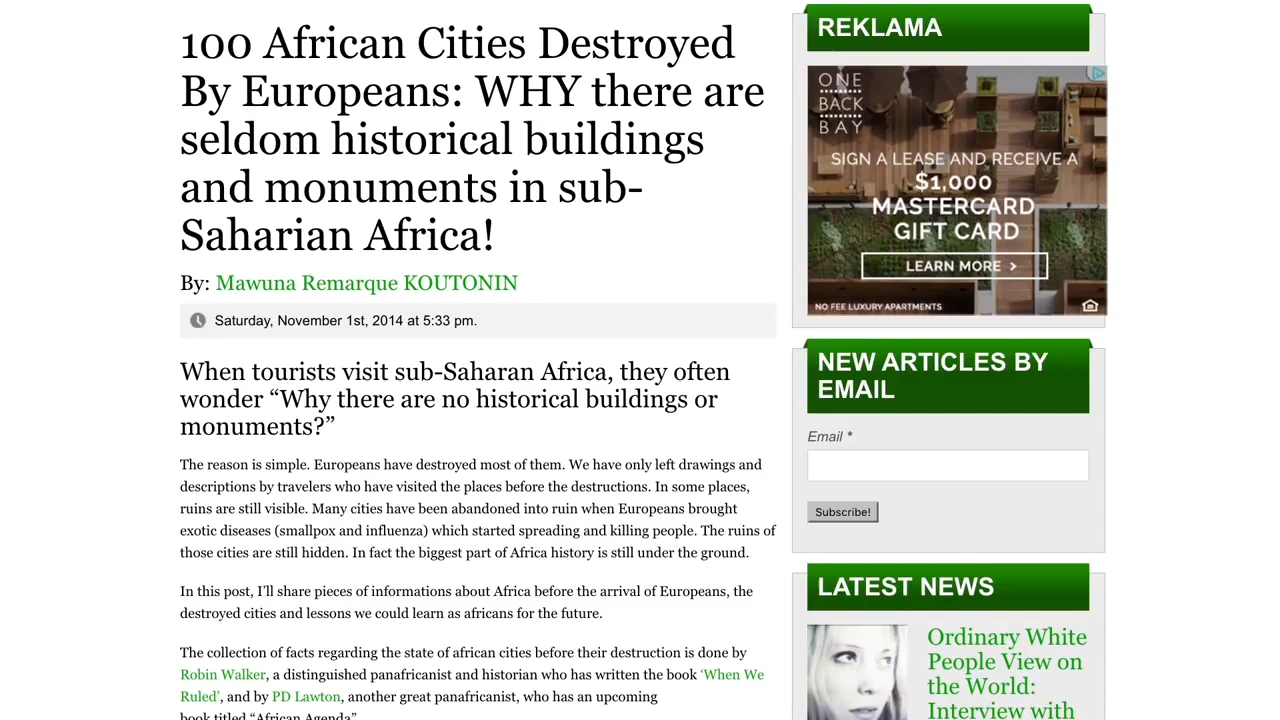 100 African Cities Destroyed
By Europeans: WHY there are
seldom historical buildings
and monuments in sub-
Saharian Africa!
By: Mawuna Remarque KOUTONIN
Saturday, November 1st, 2014 at 5:33 pm.
When tourists visit sub-Saharan Africa, they often
wonder “Why there are no historical buildings or
monuments?”
The reason is simple. Europeans have destroyed most of them. We have only left drawings and
descriptions by travelers who have visited the places before the destructions. In some places,
ruins are still visible. Many cities have been abandoned into ruin when Europeans brought
exotic diseases (smallpox and influenza) which started spreading and killing people. The ruins of
those cities are still hidden. In fact the biggest part of Africa history is still under the ground.
In this post, I’ll share pieces of informations about Africa before the arrival of Europeans, the
destroyed cities and lessons we could learn as africans for the future.
The collection of facts regarding the state of african cities before their destruction is done by
Robin Walker, a distinguished panafricanist and historian who has written the book ‘When We
Ruled’, and by PD Lawton, another great panafricanist, who has an upcoming
book titled “African Agenda”
REKLAMA
ONE
BACK
BAY
SIGN A LEASE AND RECEIVE A
$1,000
MASTERCARD
GIFT CARD
LEARN MORE >
NO FEE LUXURY APARTMENTS
NEW ARTICLES BY
EMAIL
Email *
Subscribe!
LATEST NEWS
Ordinary White
People View on
the World:
Interview with